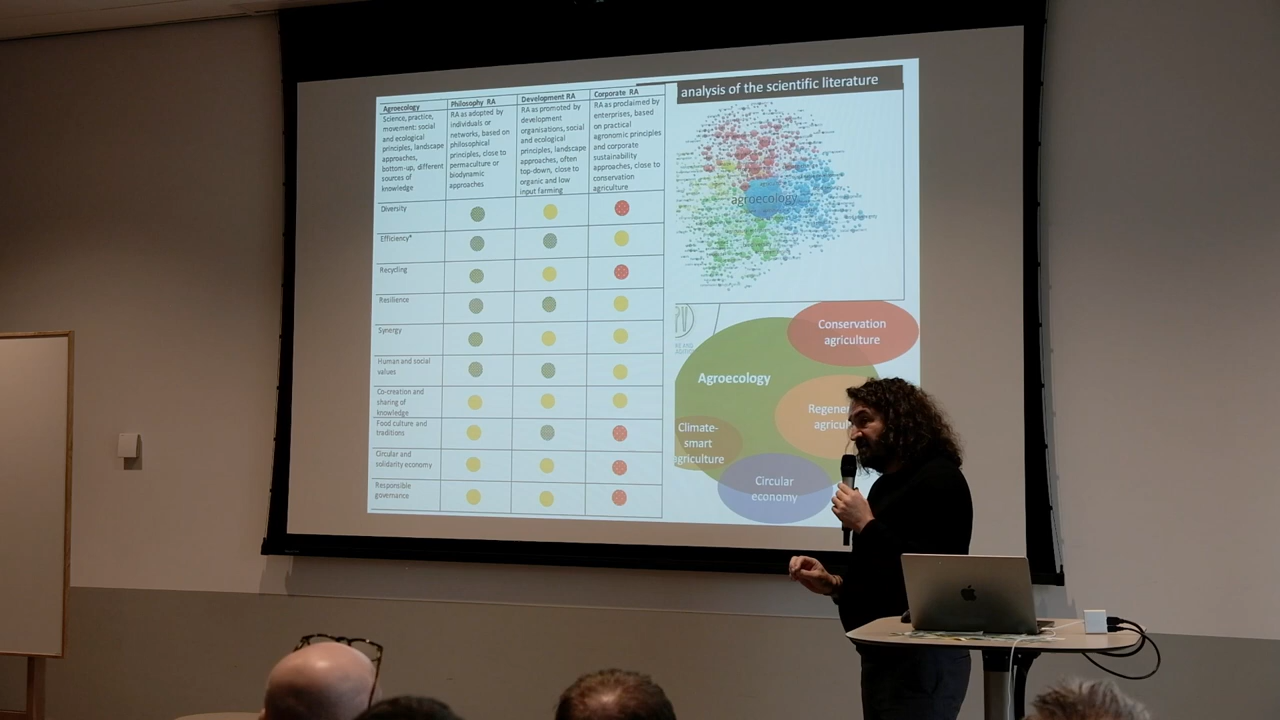 analysis of the scientific literature
Agroecology
Science, practice,
movement: social
and ecological
principles, landscape
approaches,
bottom-up, different
sources of
knowledge
Philosophy RA
RA as adopted by
individuals or
networks, based on
philosophical
principles, close to
permaculture or
biodynamic
approaches
Development RA
RA as promoted by
development
organisations, social
and ecological
principles, landscape
approaches, often
top-down, close to
organic and low
input farming
Corporate RA
RA as proclaimed by
enterprises, based
on practical
agronomic principles
and corporate
sustainability
approaches, close to
conservation
agriculture
Diversity
Efficiency*
Recycling
Resilience
Synergy
Human and social
values
Co-creation and
sharing of
knowledge
Food culture and
traditions
Circular and
solidarity economy
Responsible
governance
agroecology
Conservation
agriculture
Agroecology
Regener
agricu
Climate-
smart
agriculture
Circular
economy